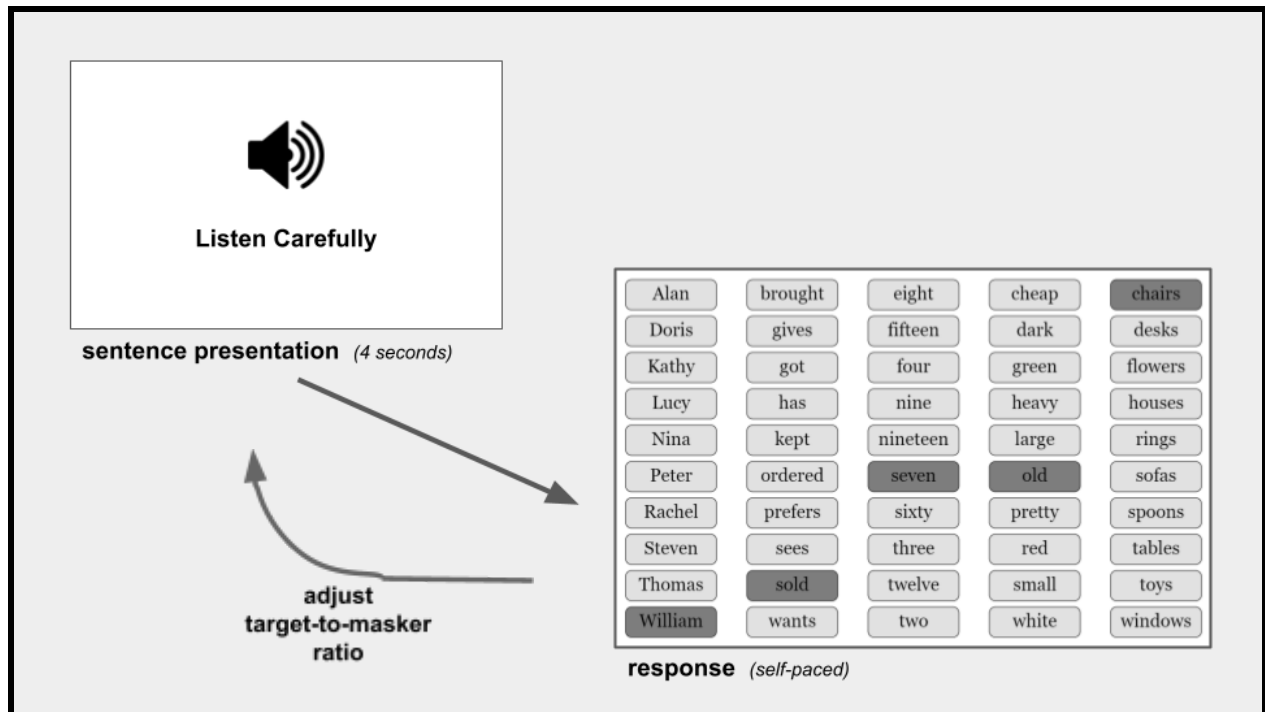 Listen Carefully
sentence presentation (4 seconds)
adjust
target-to-masker
ratio
Alan brought eight cheap chairs
Doris gives fifteen dark desks
Kathy got four green flowers
Lucy has nine heavy houses
Nina kept nineteen large rings
Peter ordered seven old sofas
Rachel prefers sixty pretty spoons
Steven sees three red tables
Thomas sold twelve small toys
William wants two white windows
response (self-paced)